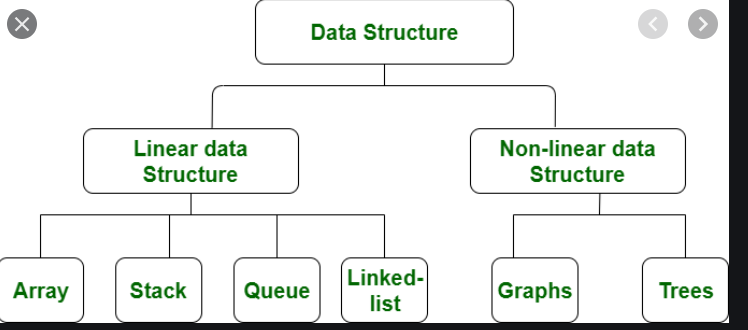 Data Structure
Linear data
Structure
Non-linear data
Structure
Array
Stack
Queue
Linked-
list
Graphs
Trees